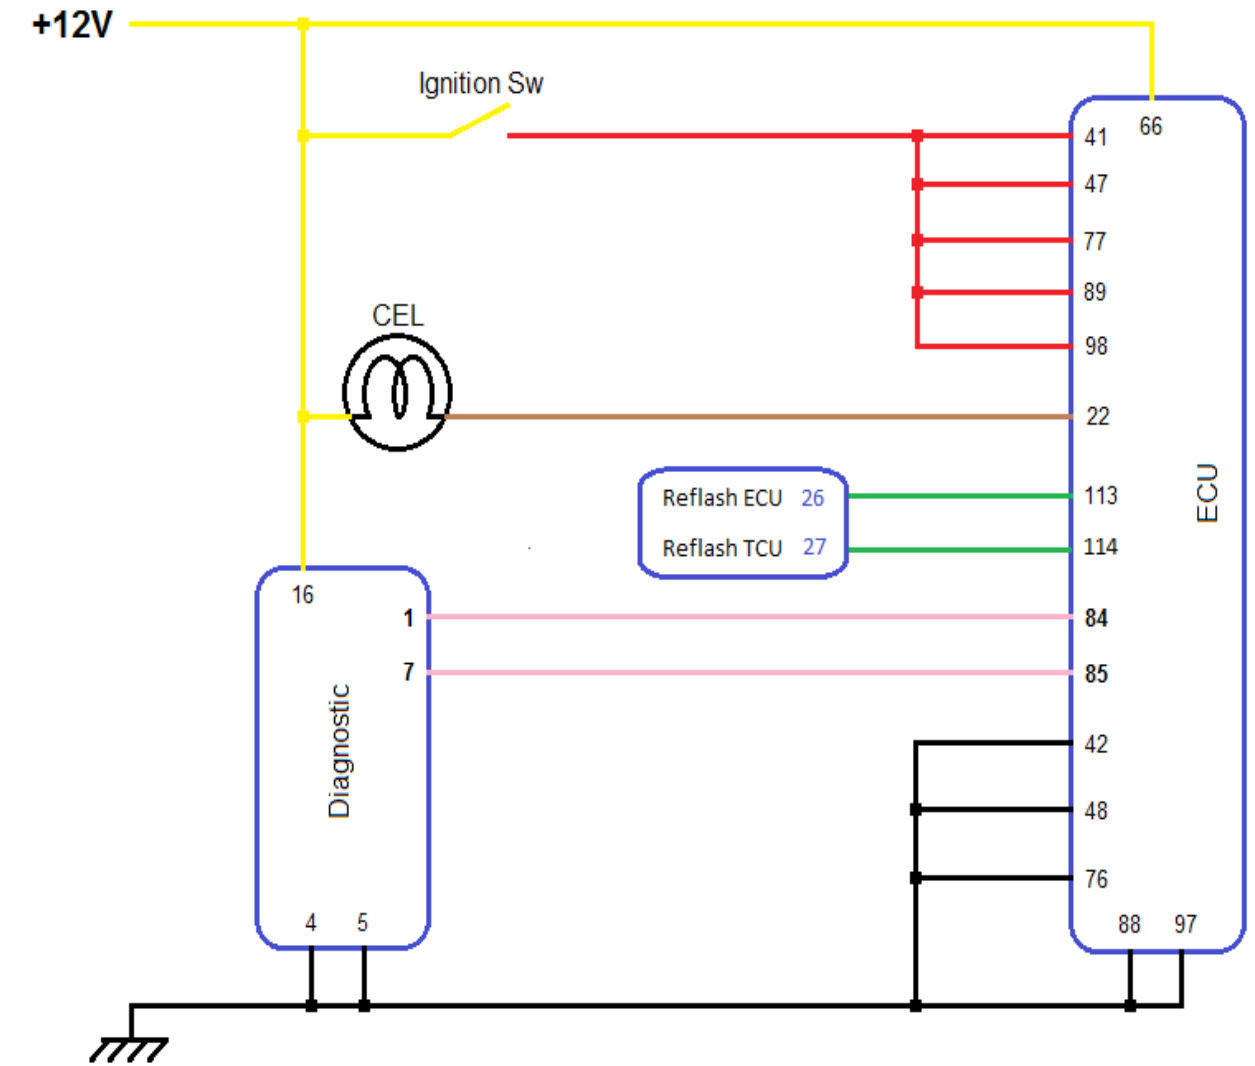 +12V
Ignition Sw
66
41
47
77
89
98
CEL
22
Reflash ECU 26
113
Reflash TCU 27
114
ECU
16
1
84
7
85
Diagnostic
42
48
76
4 5
88 97